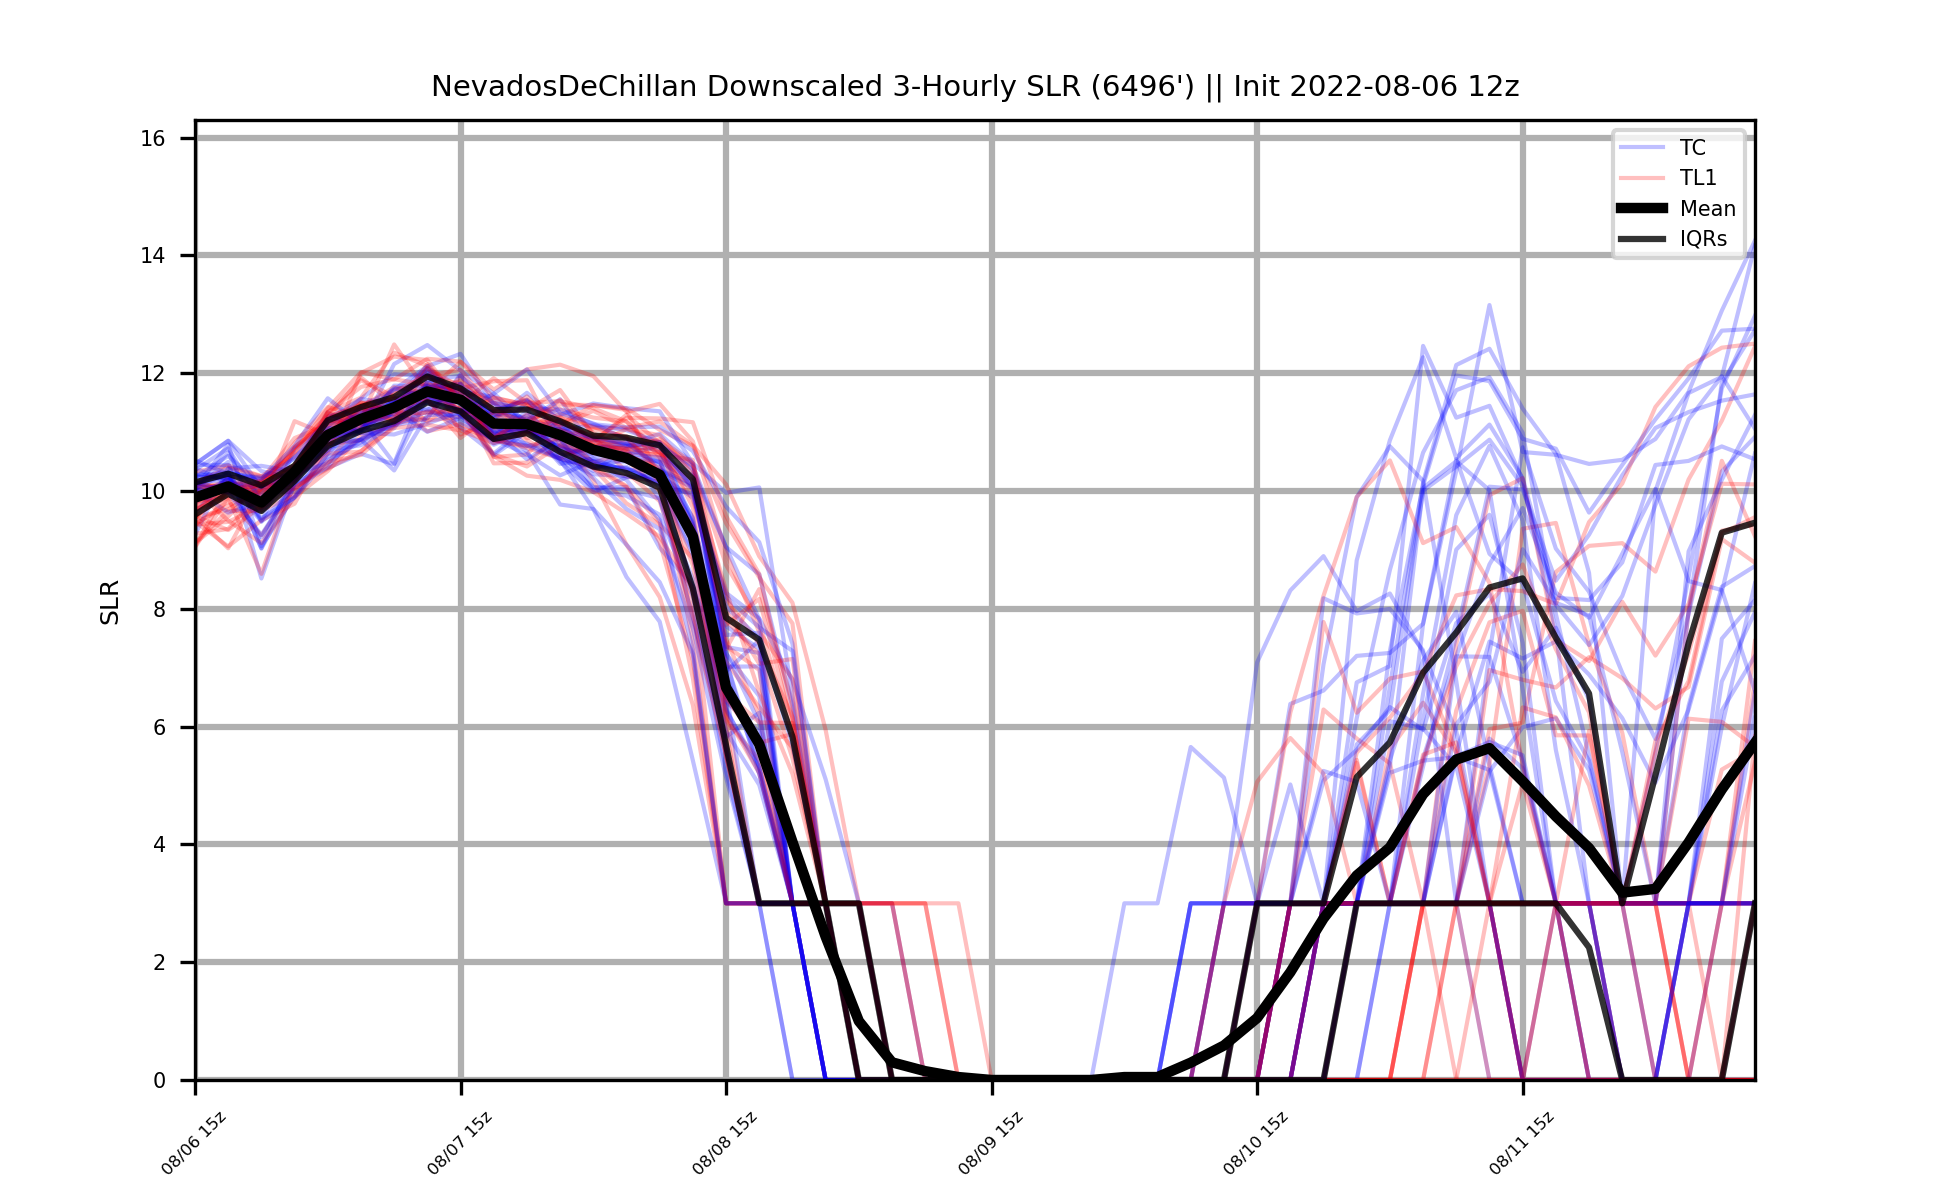 NevadosDeChillan Downscaled 3-Hourly SLR (6496') || Init 2022-08-06 12z
TC
TL1
Mean
IQRs
SLR
16
14
12
10
8
6
4
2
0
08/06 15z
08/07 15z
08/08 15z
08/09 15z
08/10 15z
08/11 15z